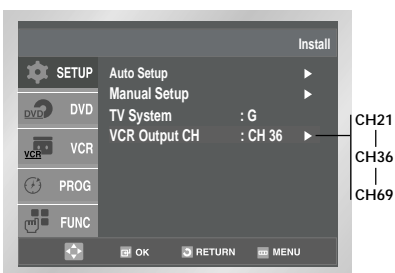 Install
SETUP
DVD
DVD
VCR
VCR
PROG
FUNC
Auto Setup ▶
Manual Setup ▶
TV System : G
VCR Output CH : CH 36 ▶
CH21
CH36
CH69
OK RETURN MENU